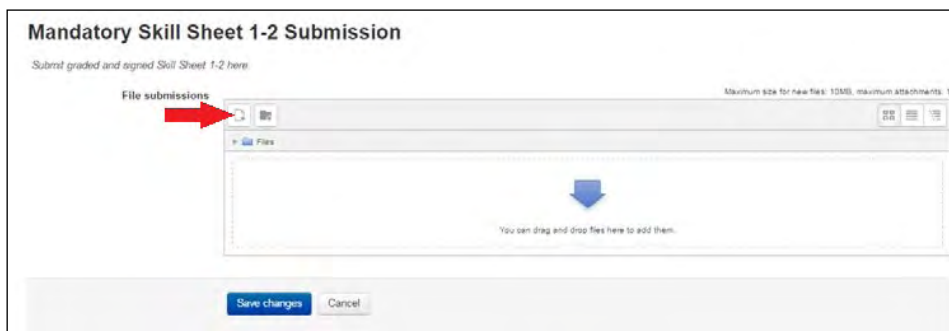 Mandatory Skill Sheet 1-2 Submission
Submit graded and signed Skill Sheet 1-2 here.
File submissions
Maximum size for new files: 10MB, maximum attachments: 1
Files
You can drag and drop files here to add them.
Save changes
Cancel